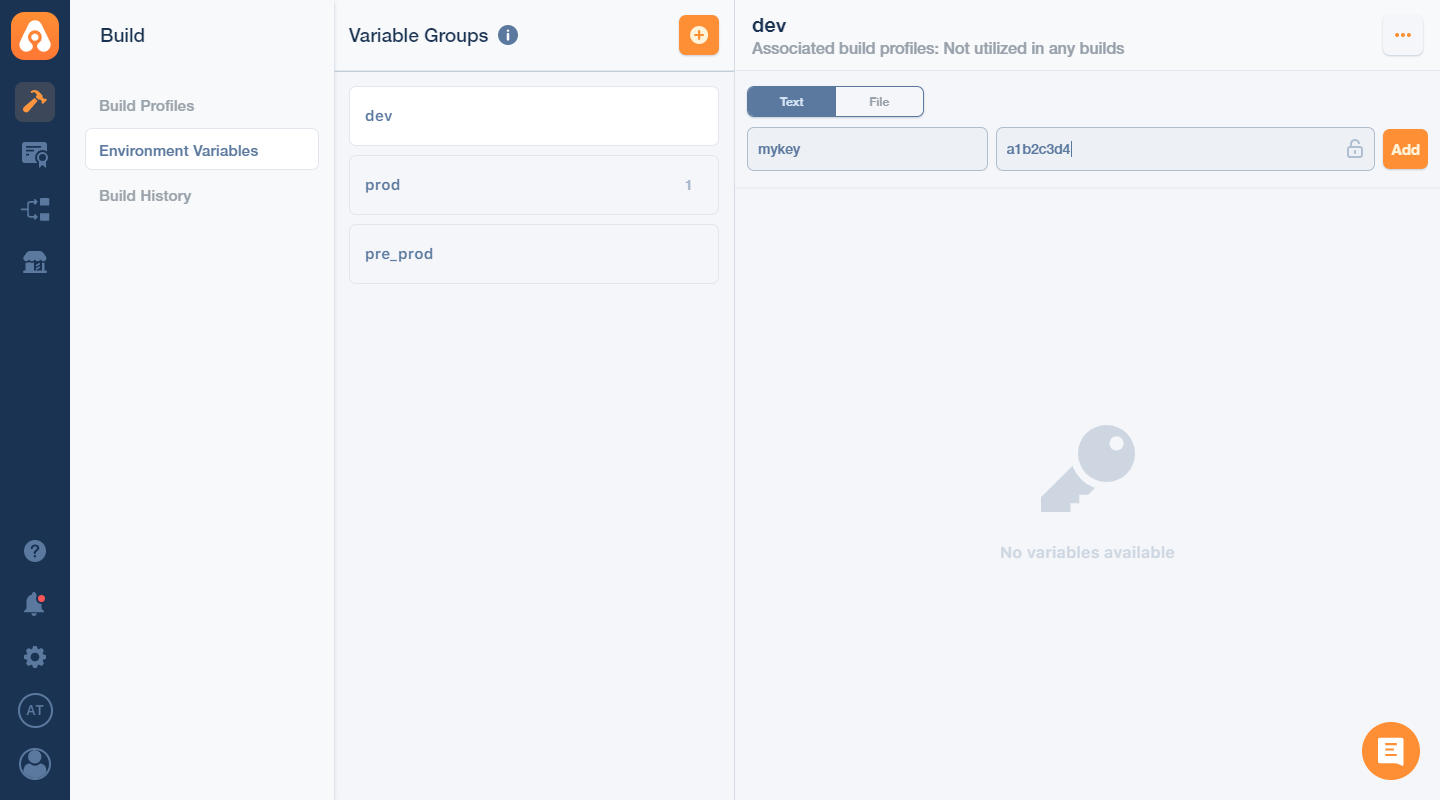 Build
Build Profiles
Environment Variables
Build History
AT
Variable Groups
dev
prod 1
pre_prod
dev
Associated build profiles: Not utilized in any builds
Text File
mykey a1b2c3d4 Add
No variables available